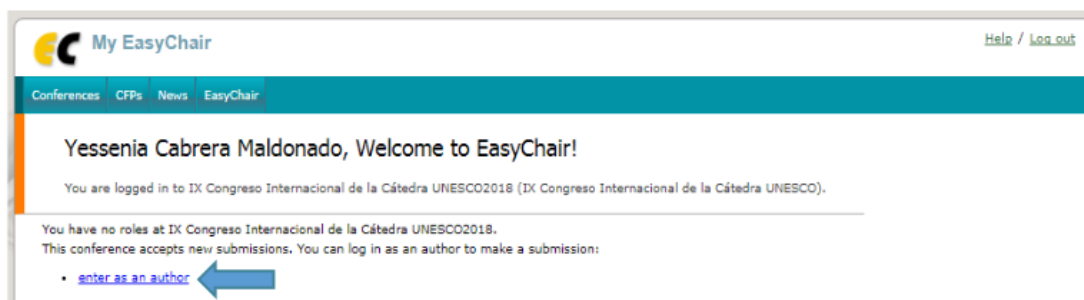 EC My EasyChair
Help / Log out
Conferences CFPs News EasyChair
Yessenia Cabrera Maldonado, Welcome to EasyChair!
You are logged in to IX Congreso Internacional de la Cátedra UNESCO2018 (IX Congreso Internacional de la Cátedra UNESCO).
You have no roles at IX Congreso Internacional de la Cátedra UNESCO2018.
This conference accepts new submissions. You can log in as an author to make a submission:
• enter as an author